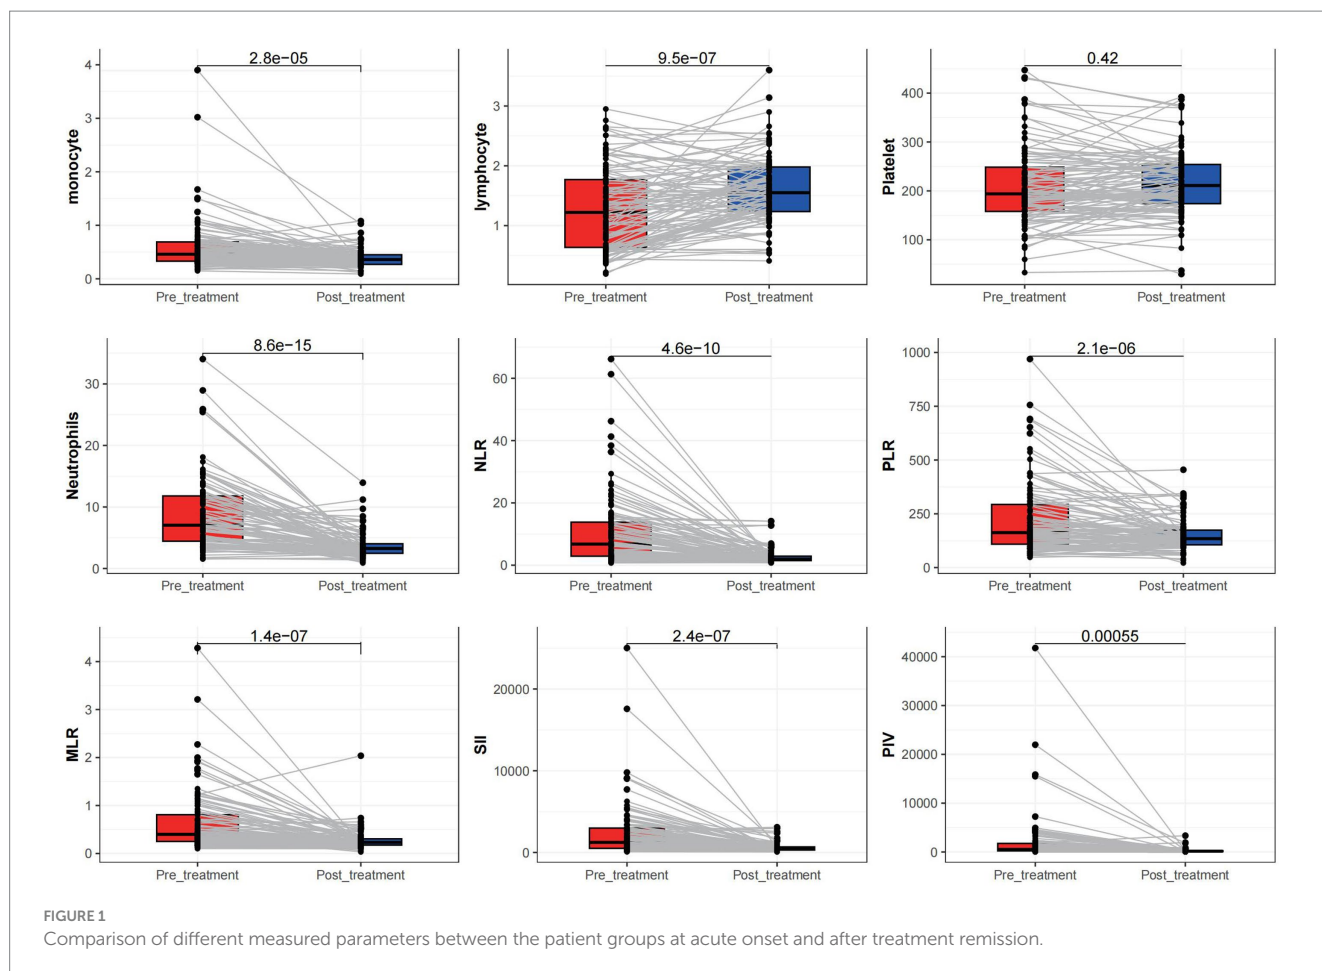 2.8e−05
4
3
2
1
0
monocyte
Pre_treatment
Post_treatment
9.5e−07
3
2
1
lymphocyte
Pre_treatment
Post_treatment
0.42
400
300
200
100
Platelet
Pre_treatment
Post_treatment
8.6e−15
30
20
10
0
Neutrophils
Pre_treatment
Post_treatment
4.6e−10
60
40
20
0
NLR
Pre_treatment
Post_treatment
2.1e−06
1000
750
500
250
0
PLR
Pre_treatment
Post_treatment
1.4e−07
4
3
2
1
0
MLR
Pre_treatment
Post_treatment
2.4e−07
20000
10000
0
SII
Pre_treatment
Post_treatment
0.00055
40000
30000
20000
10000
0
PIV
Pre_treatment
Post_treatment
FIGURE 1
Comparison of different measured parameters between the patient groups at acute onset and after treatment remission.